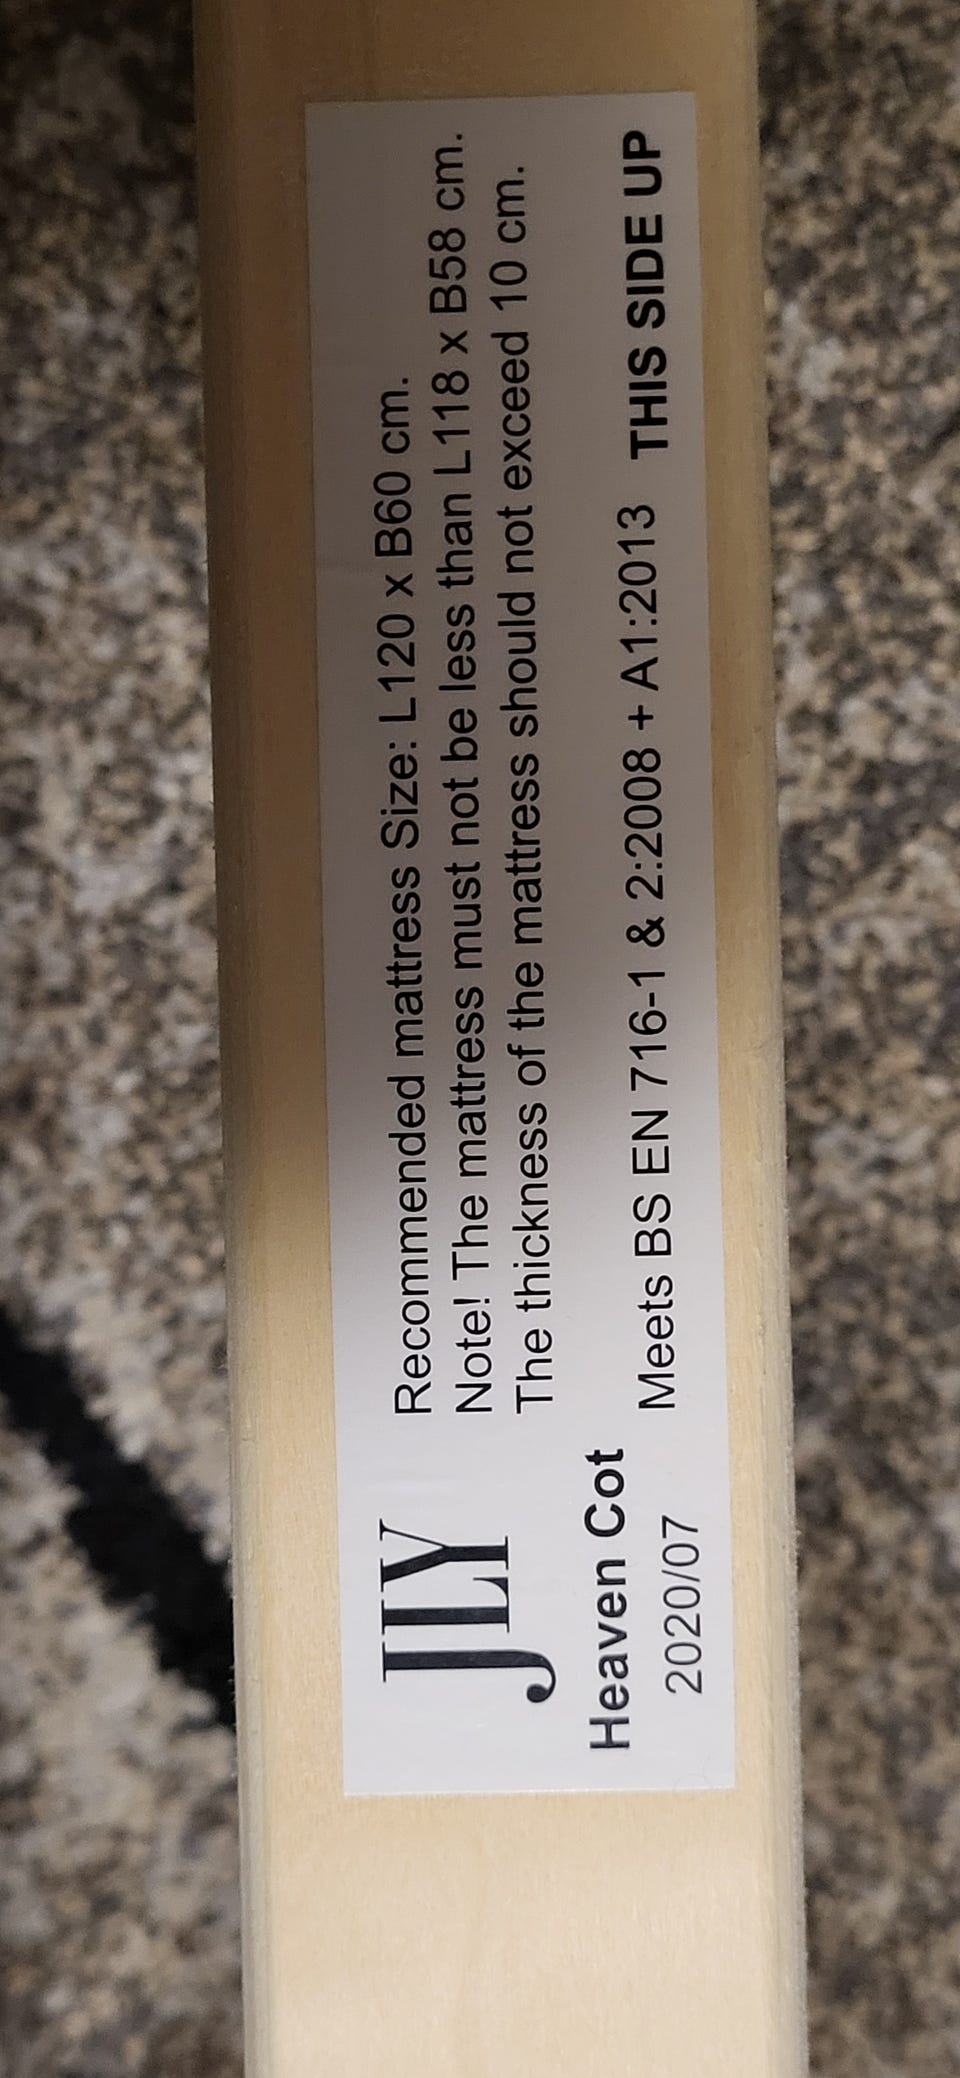 JLY
Heaven Cot
2020/07
Recommended mattress Size: L120 x B60 cm.
Note! The mattress must not be less than L118 x B58 cm.
The thickness of the mattress should not exceed 10 cm.
Meets BS EN 716-1 & 2:2008 + A1:2013 THIS SIDE UP